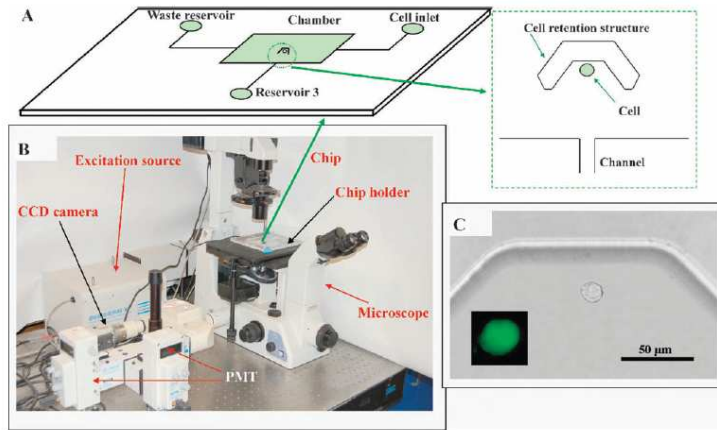 A
Waste reservoir
Chamber
Cell inlet
Reservoir 3
Cell retention structure
Cell
Channel
B
Excitation source
CCD camera
Chip
Chip holder
Microscope
PMT
C
50 μm